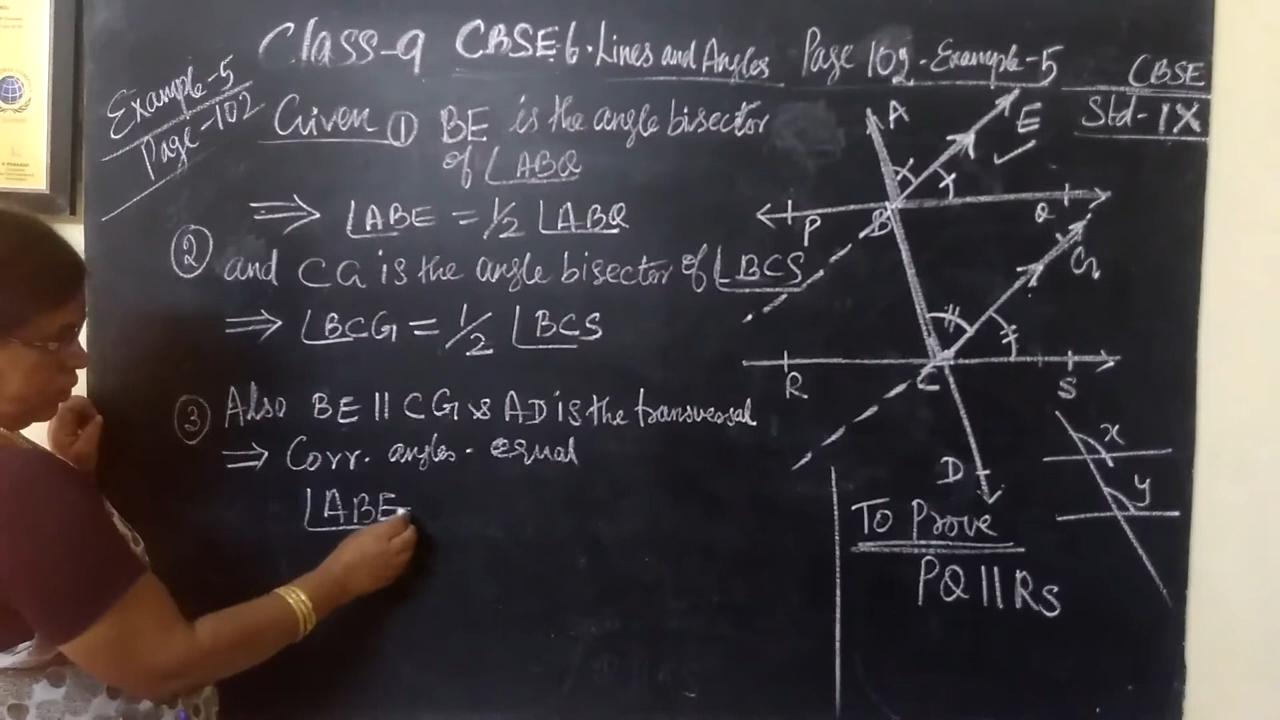 Class-9 CBSE-6. Lines and Angles Page 102. Example-5
CBSE
Std-IX
Example-5
Page-102
Given ① BE is the angle bisector
of ∠ABQ
⇒ ∠ABE = 1/2 ∠ABQ
② and CG is the angle bisector of ∠BCS
⇒ ∠BCG = 1/2 ∠BCS
③ Also BE || CG & AD is the transversal
⇒ Corr. angles - equal
∠ABE
A
E
P
B
Q
G
R
C
S
D
x
y
To Prove
PQ || RS